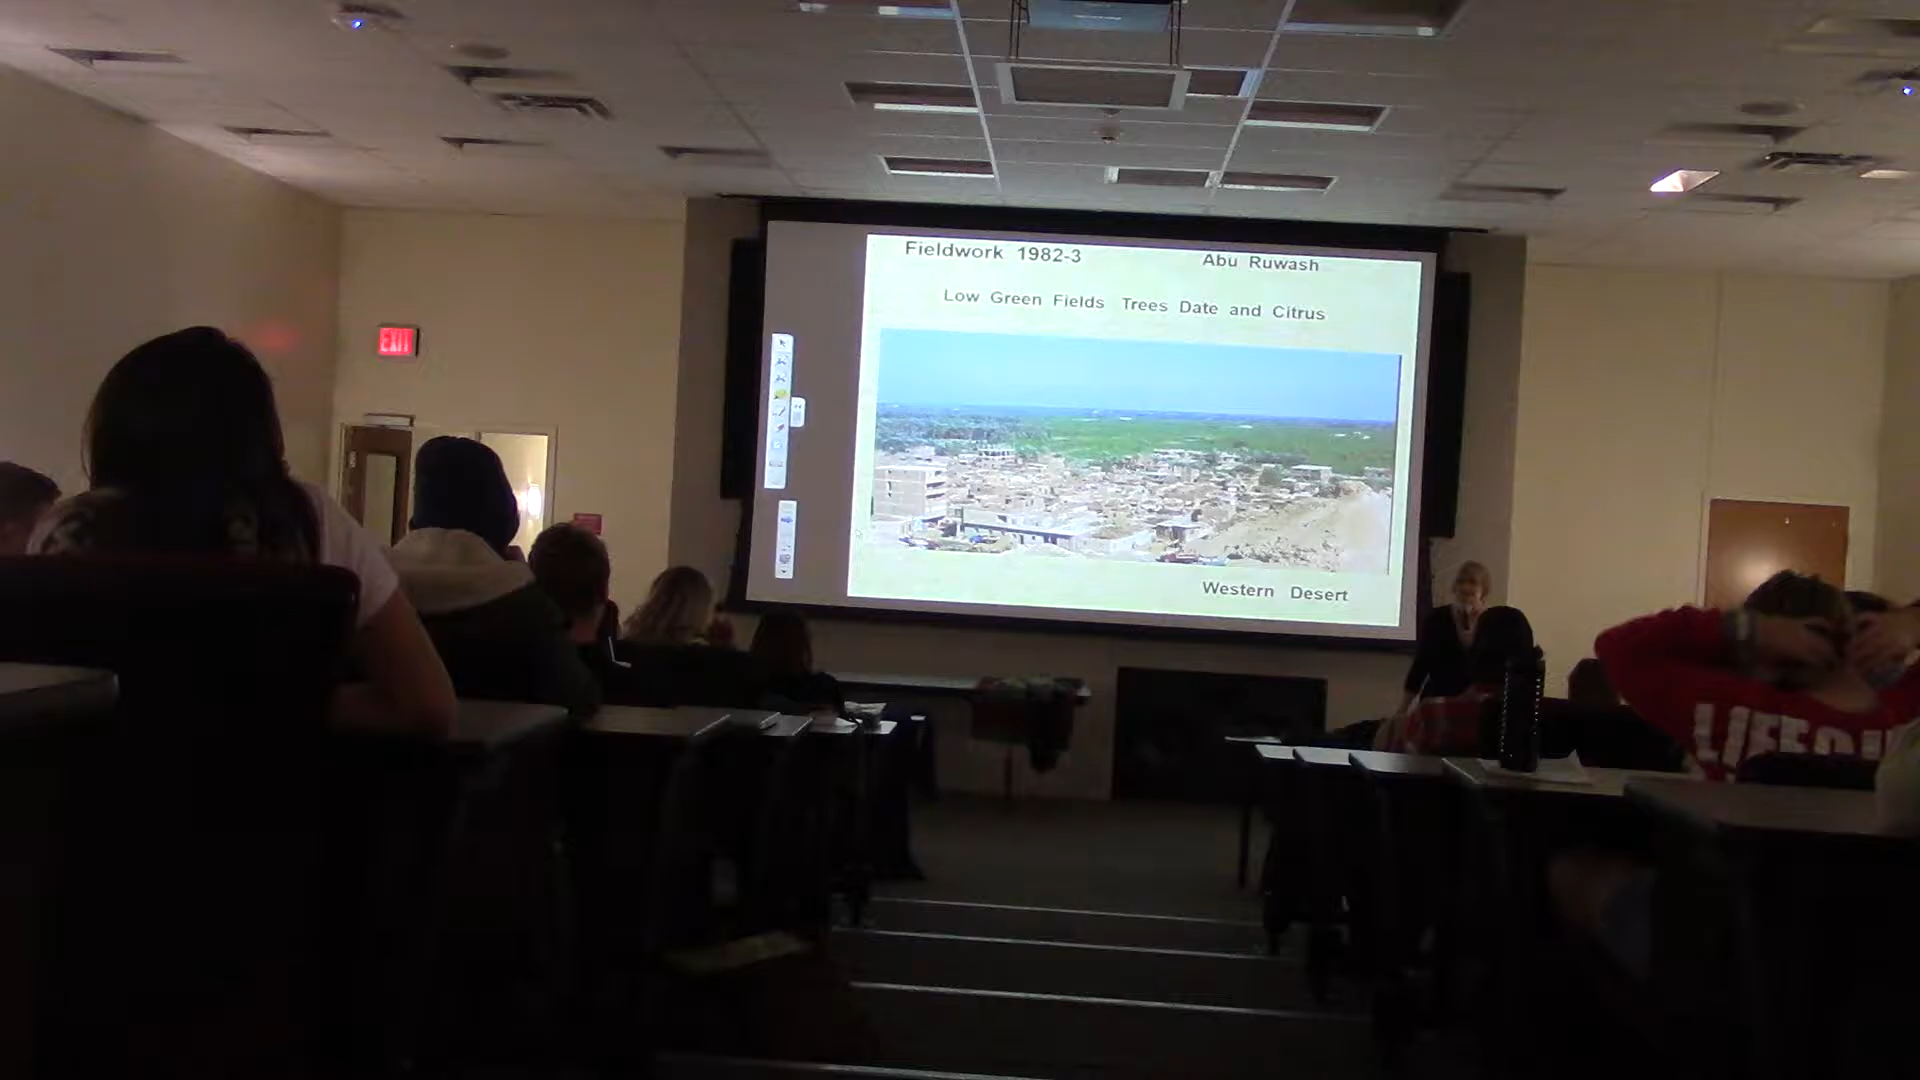 Fieldwork 1982-3
Abu Ruwash
Low Green Fields Trees Date and Citrus
Western Desert
EXIT